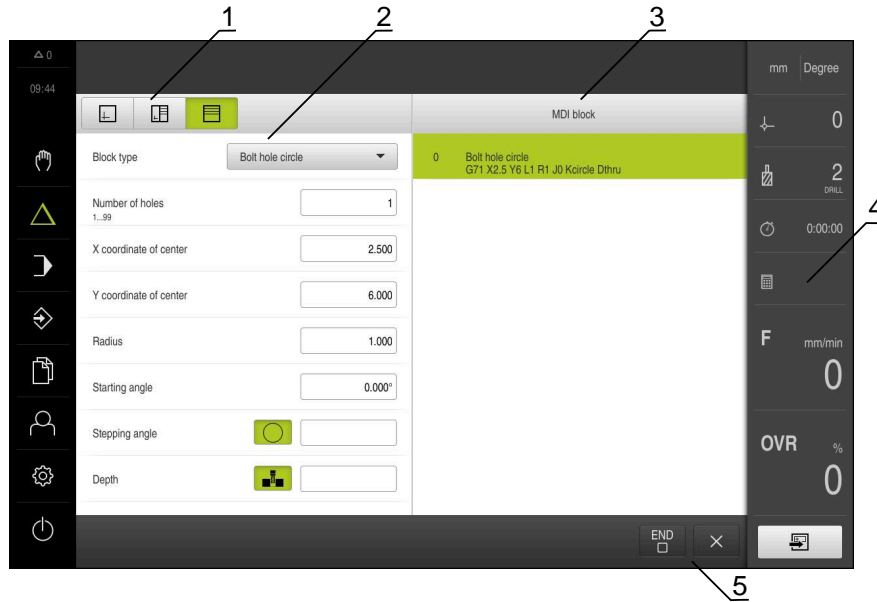 1
2
3
0
09:44
mm Degree
MDI block
0
Block type
Bolt hole circle
0 Bolt hole circle
G71 X2.5 Y6 L1 R1 J0 Kcircle Dthru
2
DRILL
Number of holes
1...99
1
4
0:00:00
X coordinate of center
2.500
Y coordinate of center
6.000
Radius
1.000
F mm/min
0
Starting angle
0.000°
Stepping angle
OVR %
0
Depth
END
5